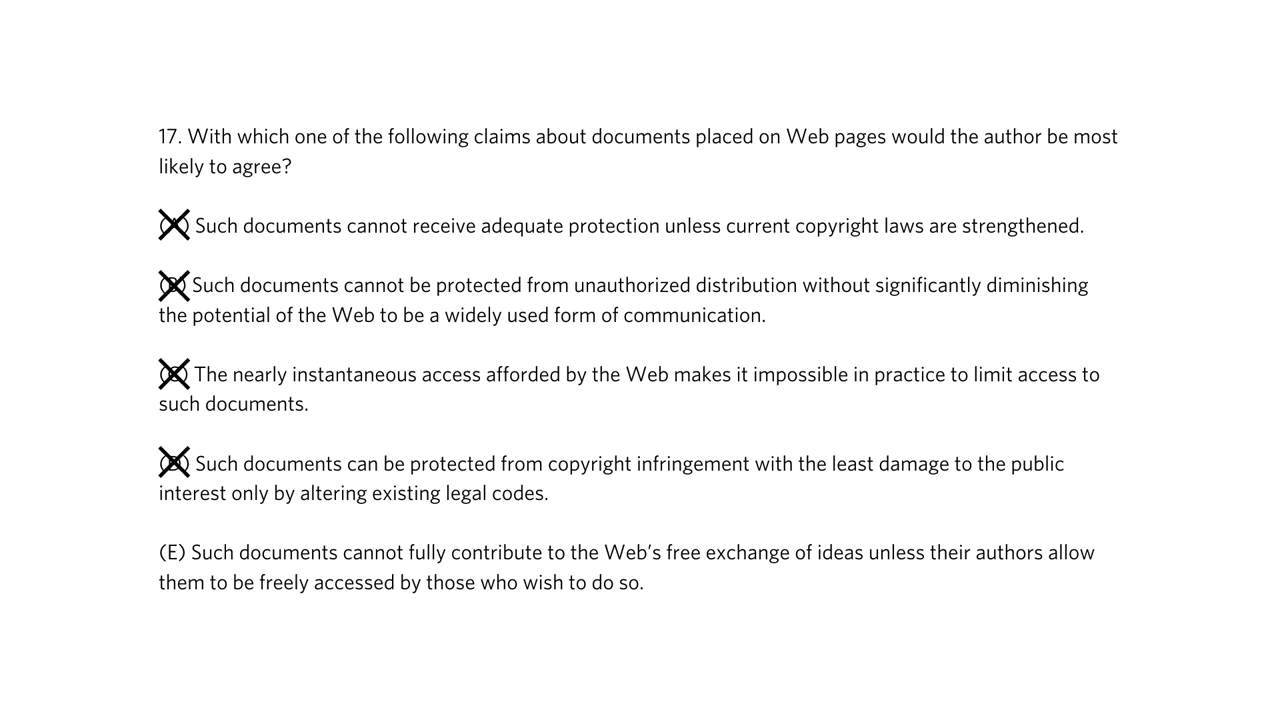 17. With which one of the following claims about documents placed on Web pages would the author be most
likely to agree?
(A) Such documents cannot receive adequate protection unless current copyright laws are strengthened.
(B) Such documents cannot be protected from unauthorized distribution without significantly diminishing
the potential of the Web to be a widely used form of communication.
(C) The nearly instantaneous access afforded by the Web makes it impossible in practice to limit access to
such documents.
(D) Such documents can be protected from copyright infringement with the least damage to the public
interest only by altering existing legal codes.
(E) Such documents cannot fully contribute to the Web’s free exchange of ideas unless their authors allow
them to be freely accessed by those who wish to do so.